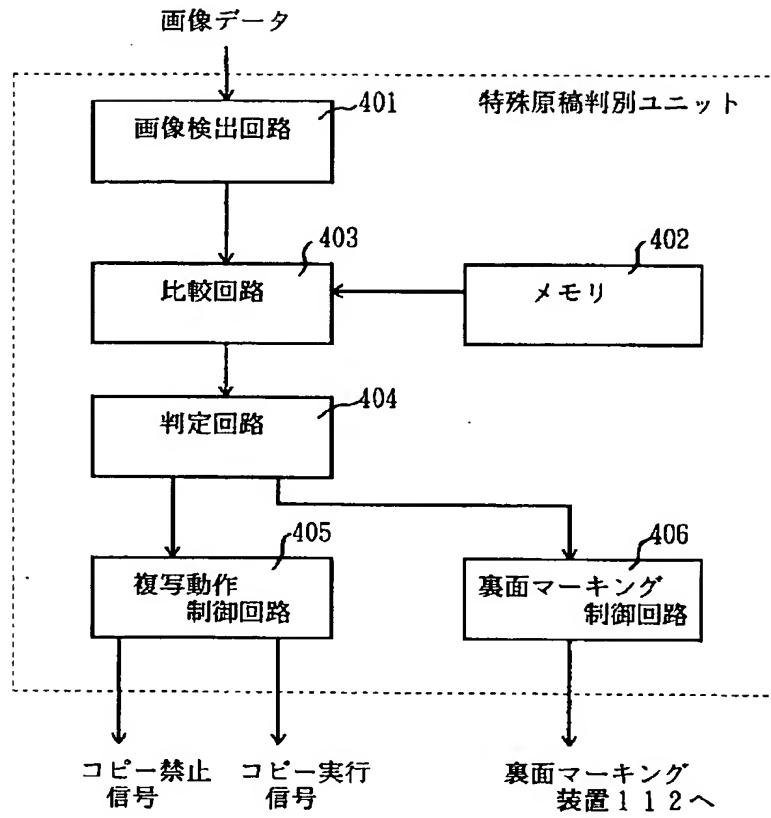 画像データ
401
特殊原稿判別ユニット
画像検出回路
403
402
比較回路
メモリ
404
判定回路
405
406
複写動作
制御回路
裏面マーキング
制御回路
コピー禁止
信号
コピー実行
信号
裏面マーキング
装置112へ